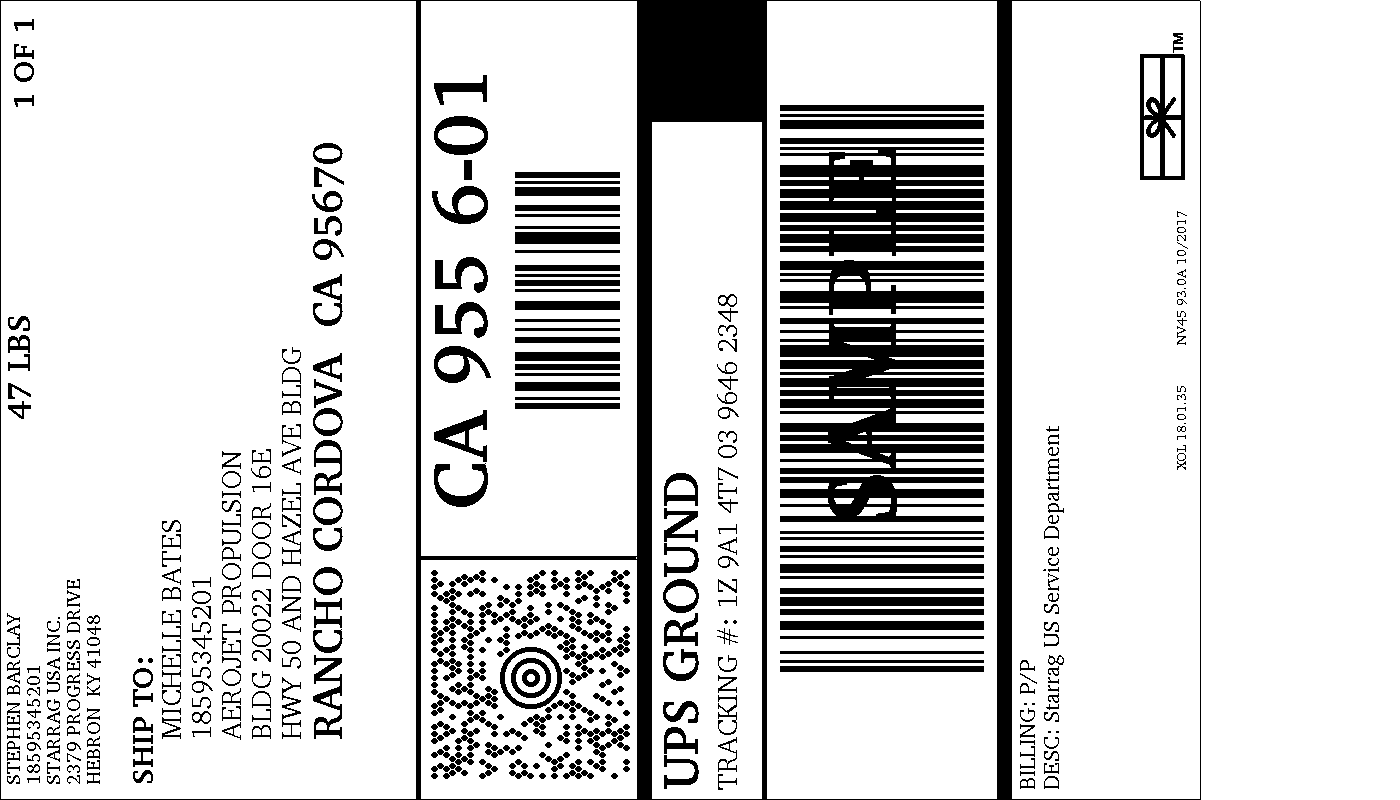 STEPHEN BARCLAY
18595345201
STARRAG USA INC.
2379 PROGRESS DRIVE
HEBRON KY 41048
47 LBS
1 OF 1
SHIP TO:
MICHELLE BATES
18595345201
AEROJET PROPULSION
BLDG 20022 DOOR 16E
HWY 50 AND HAZEL AVE BLDG
RANCHO CORDOVA CA 95670
CA 955 6-01
UPS GROUND
TRACKING #: 1Z 9A1 4T7 03 9646 2348
SAMPLE
BILLING: P/P
DESC: Starrag US Service Department
XOL 18.01.35 NV45 93.0A 10/2017
TM